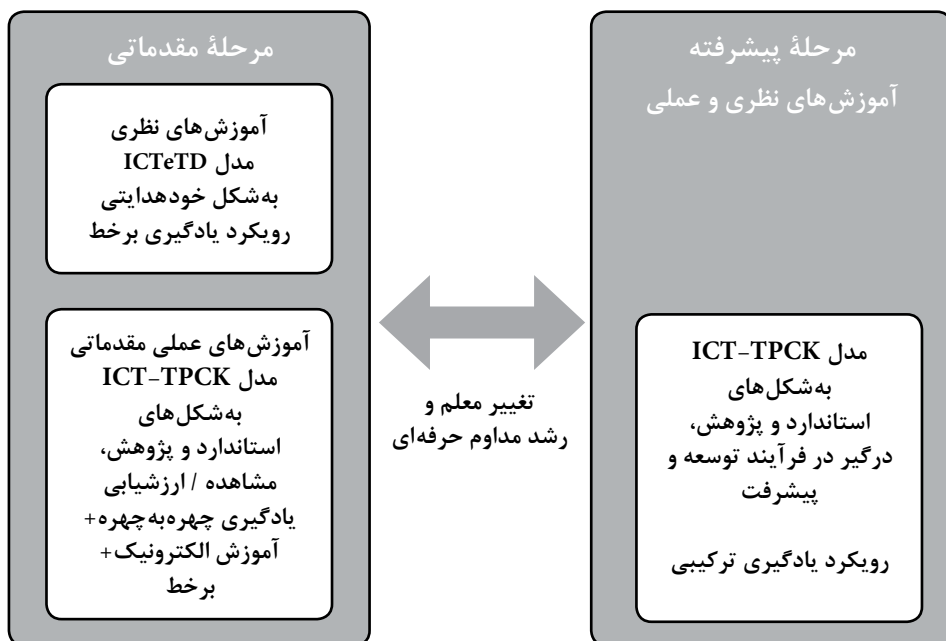 مرحلۀ پیشرفته
آموزش‌های نظری و عملی
مدل ICT-TPCK
به‌شکل‌های
استاندارد و پژوهش،
درگیر در فرآیند توسعه و
پیشرفت
رویکرد یادگیری ترکیبی
تغییر معلم و
رشد مداوم حرفه‌ای
مرحلۀ مقدماتی
آموزش‌های نظری
مدل ICTeTD
به‌شکل خودهدایتی
رویکرد یادگیری برخط
آموزش‌های عملی مقدماتی
مدل ICT-TPCK
به‌شکل‌های
استاندارد و پژوهش،
مشاهده / ارزشیابی
یادگیری چهره‌به‌چهره+
آموزش الکترونیک+
برخط